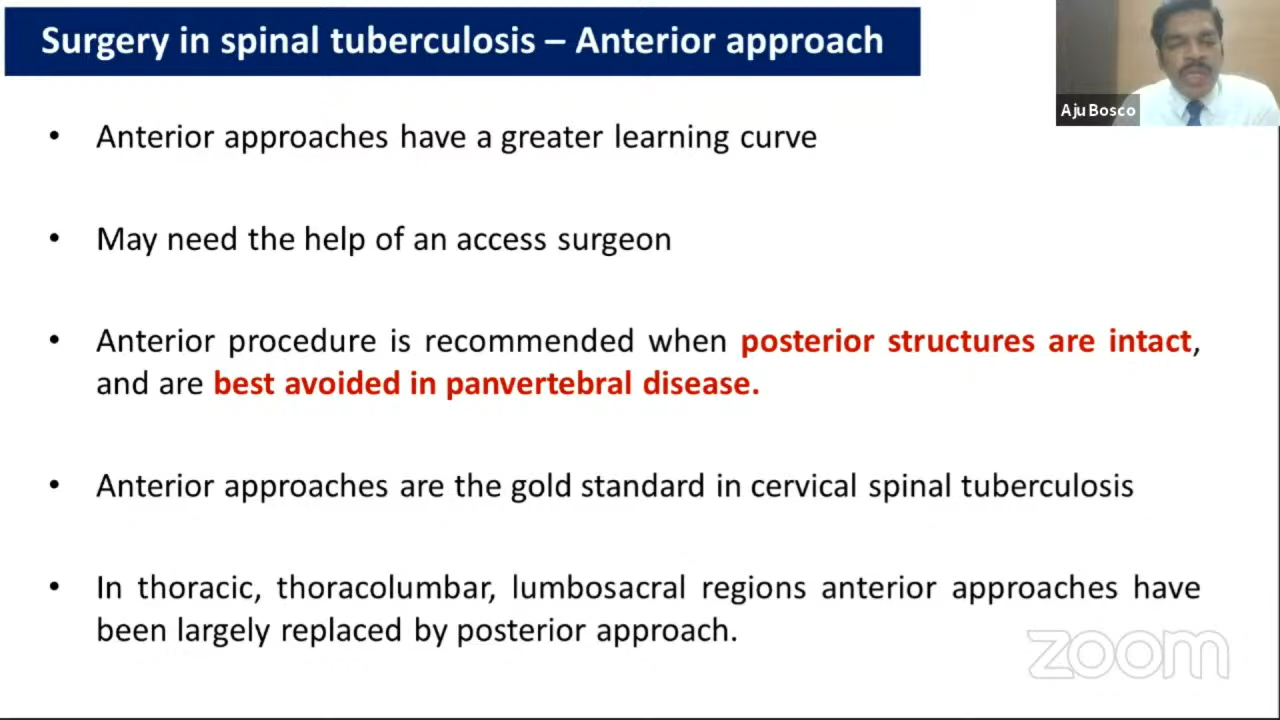 Surgery in spinal tuberculosis – Anterior approach
Aju Bosco
• Anterior approaches have a greater learning curve
• May need the help of an access surgeon
• Anterior procedure is recommended when posterior structures are intact,
and are best avoided in panvertebral disease.
• Anterior approaches are the gold standard in cervical spinal tuberculosis
• In thoracic, thoracolumbar, lumbosacral regions anterior approaches have
been largely replaced by posterior approach.
zoom